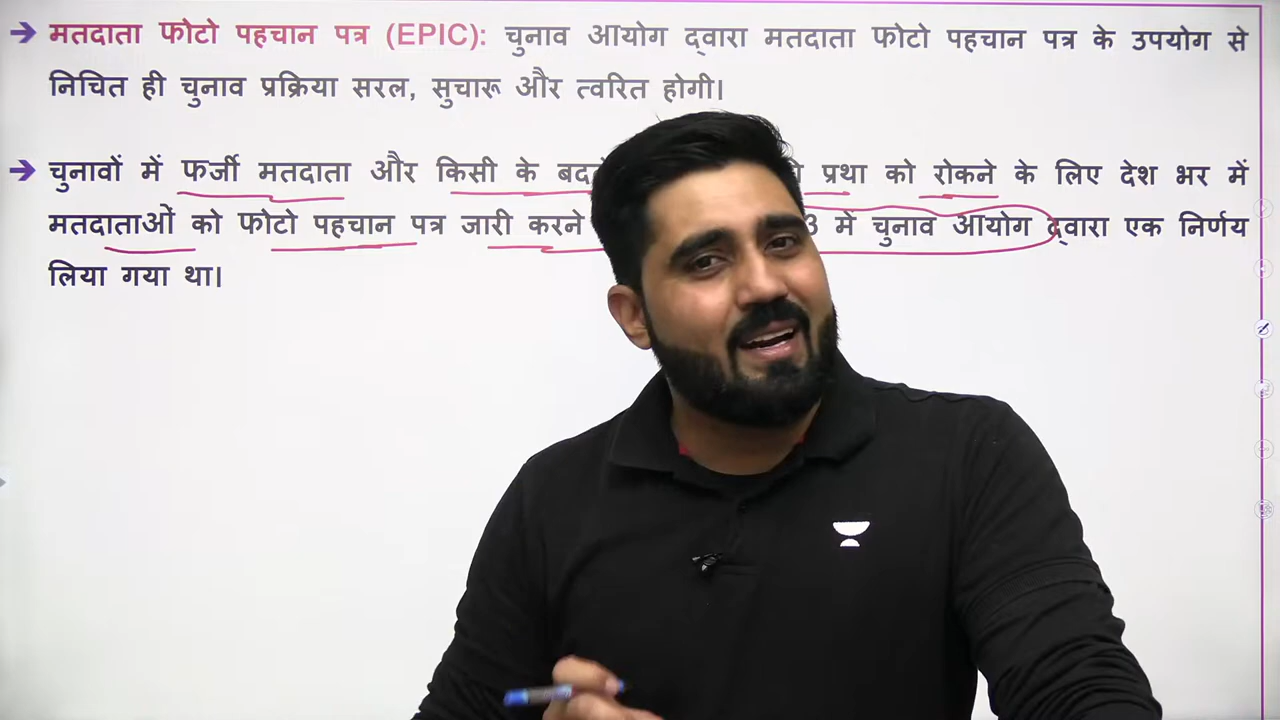 → मतदाता फोटो पहचान पत्र (EPIC): चुनाव आयोग द्वारा मतदाता फोटो पहचान पत्र के उपयोग से
निचित ही चुनाव प्रक्रिया सरल, सुचारू और त्वरित होगी।
→ चुनावों में फर्जी मतदाता और किसी के प्रथा को रोकने के लिए देश भर में
मतदाताओं को फोटो पहचान पत्र जारी करने में चुनाव आयोग द्वारा एक निर्णय
लिया गया था।